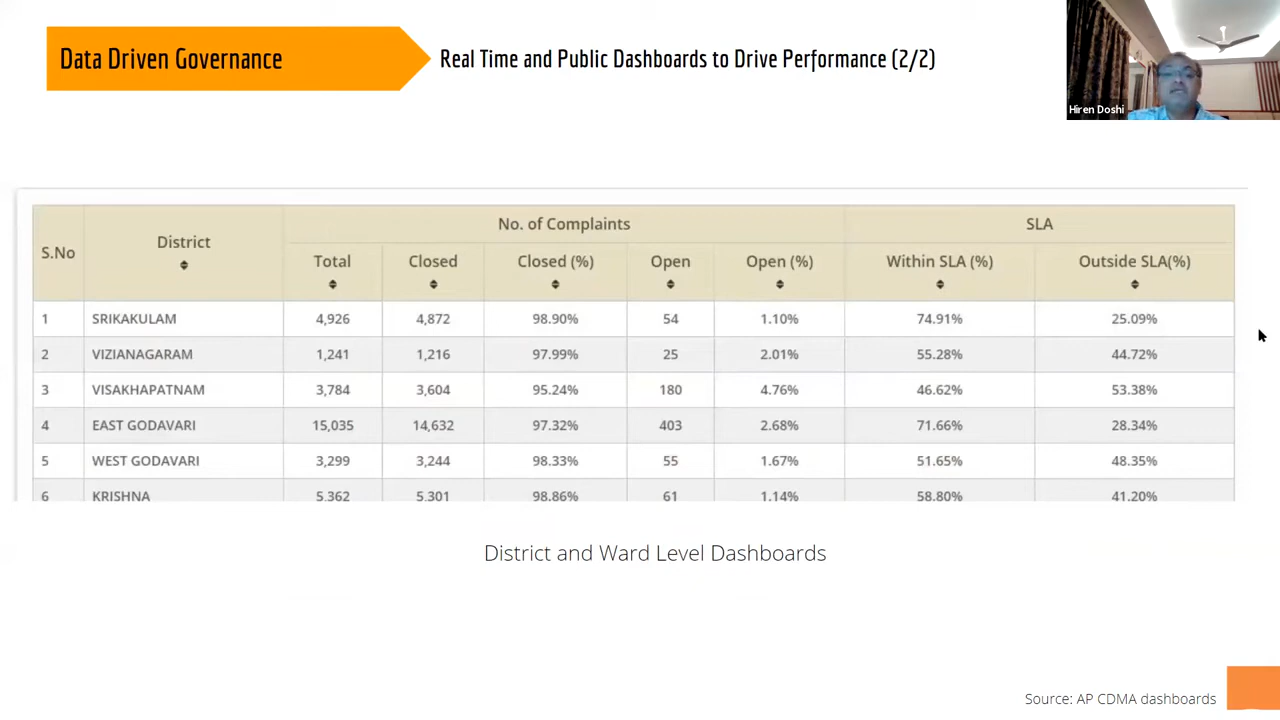 Data Driven Governance
Real Time and Public Dashboards to Drive Performance (2/2)
Hiren Doshi
No. of Complaints SLA
S.No District
Total Closed Closed (%) Open Open (%) Within SLA (%) Outside SLA(%)
1 SRIKAKULAM 4,926 4,872 98.90% 54 1.10% 74.91% 25.09%
2 VIZIANAGARAM 1,241 1,216 97.99% 25 2.01% 55.28% 44.72%
3 VISAKHAPATNAM 3,784 3,604 95.24% 180 4.76% 46.62% 53.38%
4 EAST GODAVARI 15,035 14,632 97.32% 403 2.68% 71.66% 28.34%
5 WEST GODAVARI 3,299 3,244 98.33% 55 1.67% 51.65% 48.35%
6 KRISHNA 5,362 5,301 98.86% 61 1.14% 58.80% 41.20%
District and Ward Level Dashboards
Source: AP CDMA dashboards